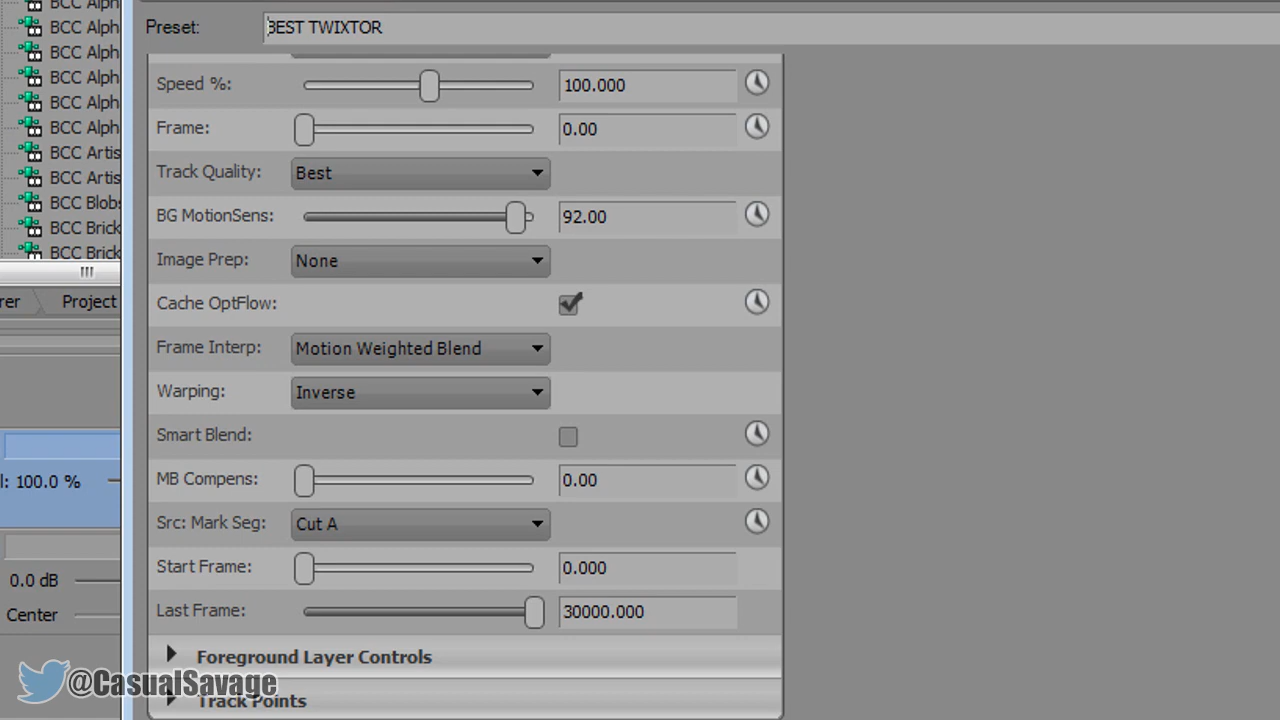 BCC Alph
BCC Alph
BCC Alph
BCC Alph
BCC Alph
BCC Alph
BCC Artis
BCC Artis
BCC Blobs
BCC Brick
BCC Brick
rer
Project
l: 100.0 %
0.0 dB
Center
Preset: BEST TWIXTOR
Speed %: 100.000
Frame: 0.00
Track Quality: Best
BG MotionSens: 92.00
Image Prep: None
Cache OptFlow:
Frame Interp: Motion Weighted Blend
Warping: Inverse
Smart Blend:
MB Compens: 0.00
Src: Mark Seg: Cut A
Start Frame: 0.000
Last Frame: 30000.000
Foreground Layer Controls
Track Points
@CasualSavage